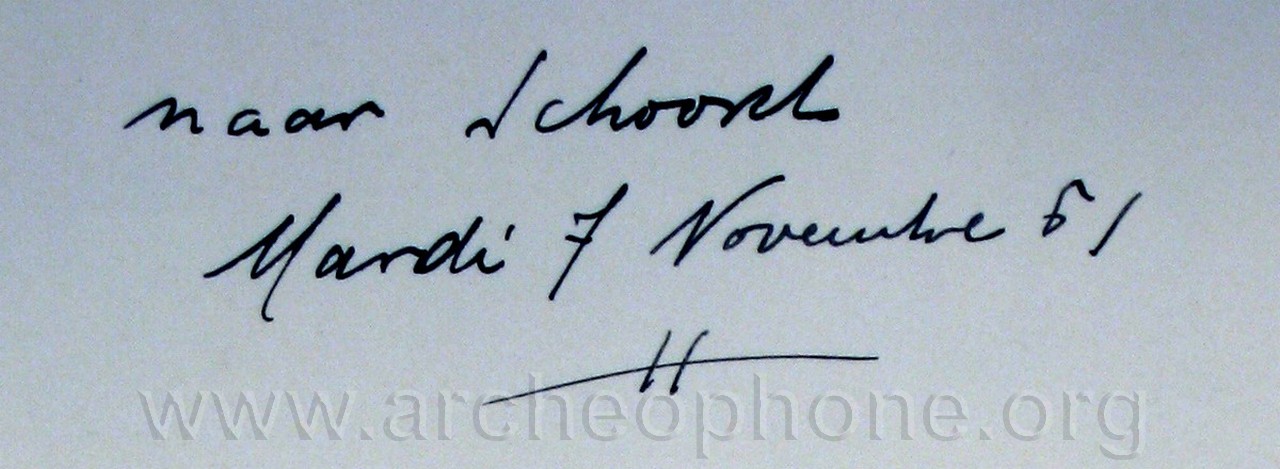 naar Schoorl
Mardi 7 Novembre 61
www.archeophone.org